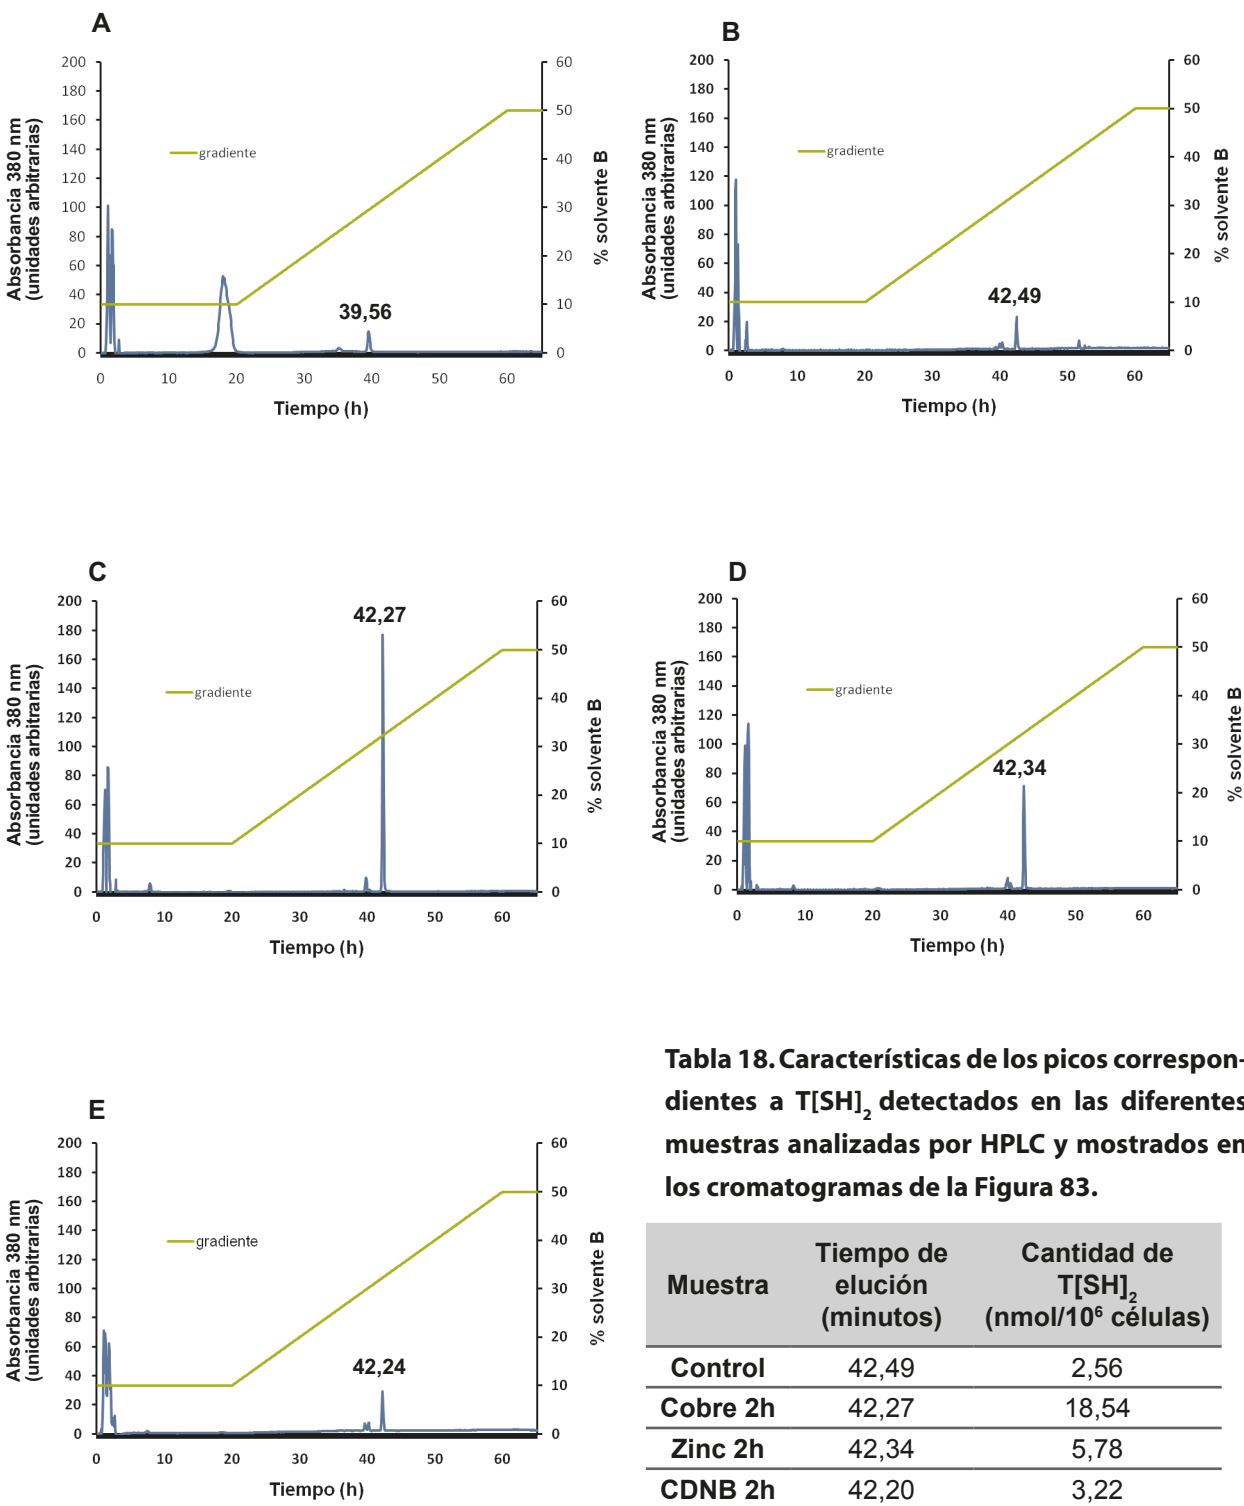 A
Absorbancia 380 nm
(unidades arbitrarias)
200
180
160
140
120
100
80
60
40
20
0
gradiente
39,56
60
50
40
30
20
10
0
% solvente B
0 10 20 30 40 50 60
Tiempo (h)
B
Absorbancia 380 nm
(unidades arbitrarias)
200
180
160
140
120
100
80
60
40
20
0
gradiente
42,49
60
50
40
30
20
10
0
% solvente B
0 10 20 30 40 50 60
Tiempo (h)
C
Absorbancia 380 nm
(unidades arbitrarias)
200
180
160
140
120
100
80
60
40
20
0
gradiente
42,27
60
50
40
30
20
10
0
% solvente B
0 10 20 30 40 50 60
Tiempo (h)
D
Absorbancia 380 nm
(unidades arbitrarias)
200
180
160
140
120
100
80
60
40
20
0
gradiente
42,34
60
50
40
30
20
10
0
% solvente B
0 10 20 30 40 50 60
Tiempo (h)
E
Absorbancia 380 nm
(unidades arbitrarias)
200
180
160
140
120
100
80
60
40
20
0
gradiente
42,24
60
50
40
30
20
10
0
% solvente B
0 10 20 30 40 50 60
Tiempo (h)
Tabla 18. Características de los picos correspon-
dientes a T[SH]₂ detectados en las diferentes
muestras analizadas por HPLC y mostrados en
los cromatogramas de la Figura 83.
Muestra Tiempo de elución (minutos) Cantidad de T[SH]₂ (nmol/10⁶ células)
Control 42,49 2,56
Cobre 2h 42,27 18,54
Zinc 2h 42,34 5,78
CDNB 2h 42,20 3,22